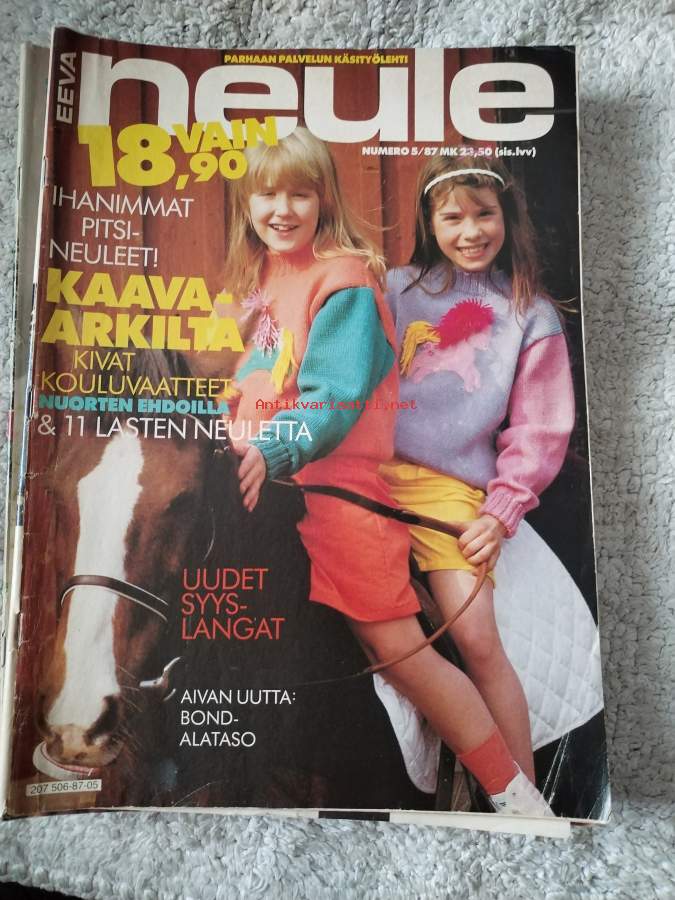 PARHAAN PALVELUN KÄSITYÖLEHTI
EEVA
neule
NUMERO 5/87 MK 23,50 (sis.lvv)
VAIN
18,90
IHANIMMAT
PITSI-
NEULEET!
KAAVA-
ARKILTA
KIVAT
KOULUVAATTEET
NUORTEN EHDOILLA
& 11 LASTEN NEULETTA
Antikvariaatti.net
UUDET
SYYS-
LANGAT
AIVAN UUTTA:
BOND-
ALATASO
207 506-87-05